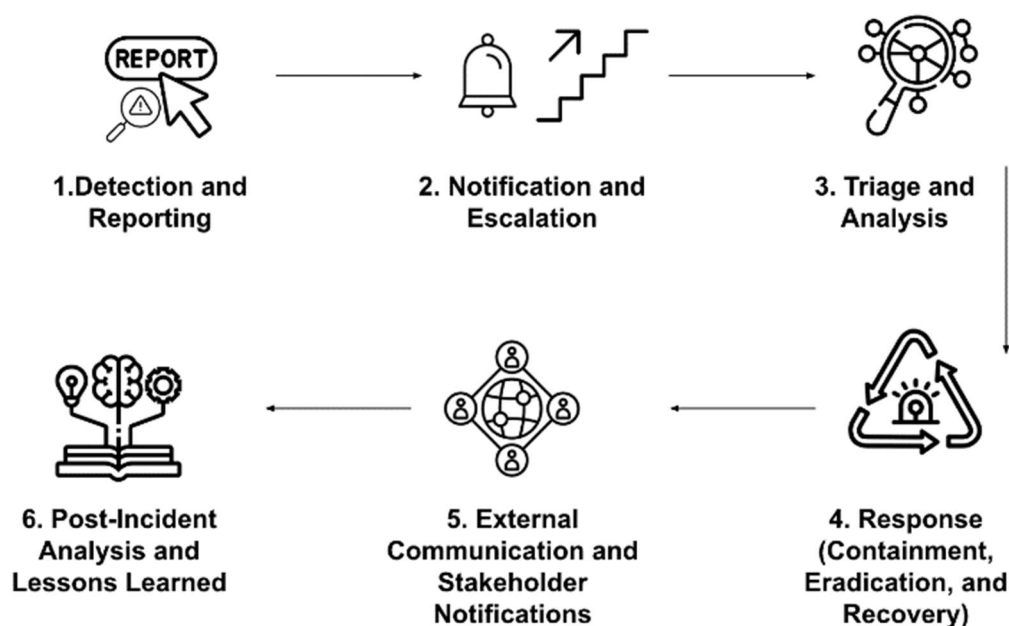 REPORT
1.Detection and
Reporting
2. Notification and
Escalation
3. Triage and
Analysis
4. Response
(Containment,
Eradication, and
Recovery)
5. External
Communication and
Stakeholder
Notifications
6. Post-Incident
Analysis and
Lessons Learned